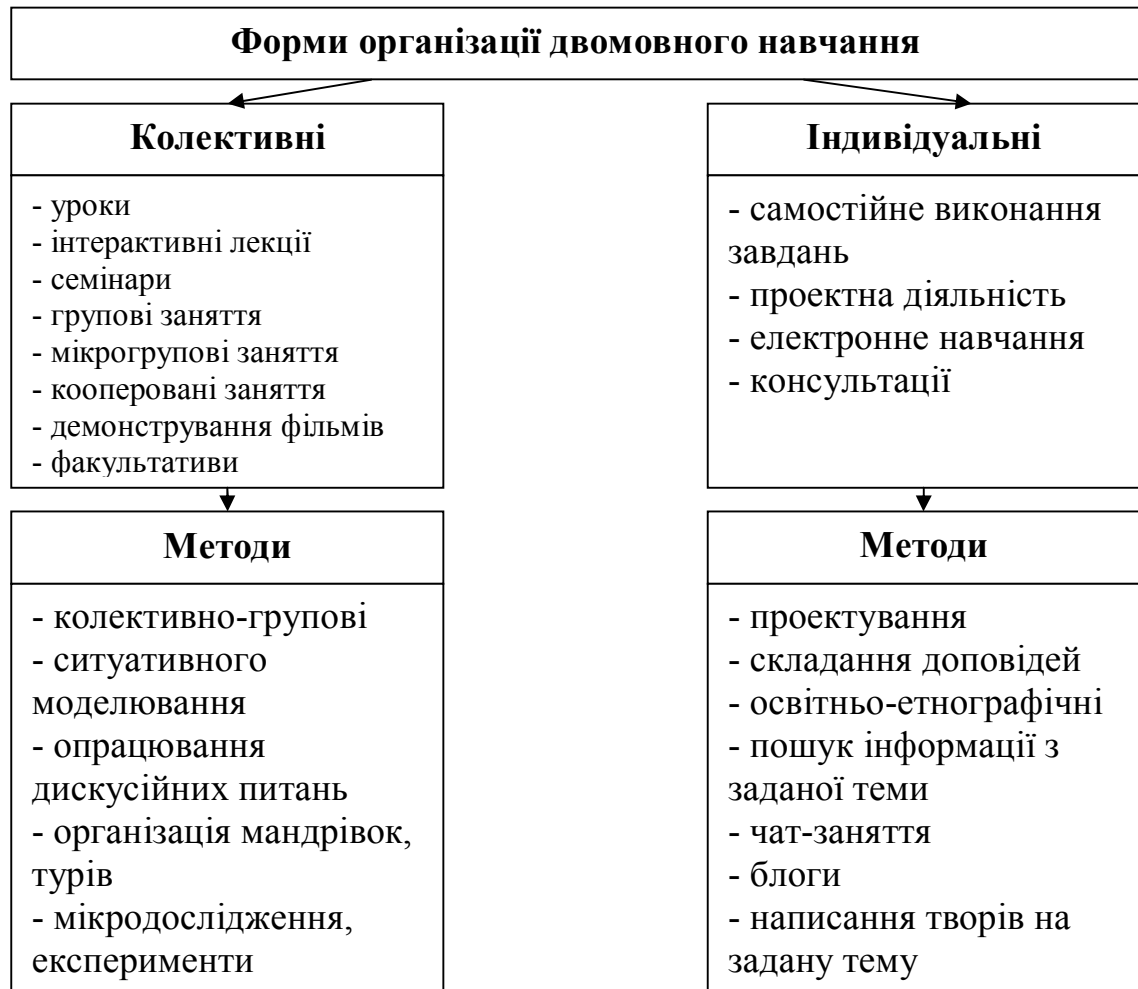 Форми організації двомовного навчання
Колективні
- уроки
- інтерактивні лекції
- семінари
- групові заняття
- мікрогрупові заняття
- кооперовані заняття
- демонстрування фільмів
- факультативи
Індивідуальні
- самостійне виконання
завдань
- проектна діяльність
- електронне навчання
- консультації
Методи
- колективно-групові
- ситуативного
моделювання
- опрацювання
дискусійних питань
- організація мандрівок,
турів
- мікродослідження,
експерименти
Методи
- проектування
- складання доповідей
- освітньо-етнографічні
- пошук інформації з
заданої теми
- чат-заняття
- блоги
- написання творів на
задану тему